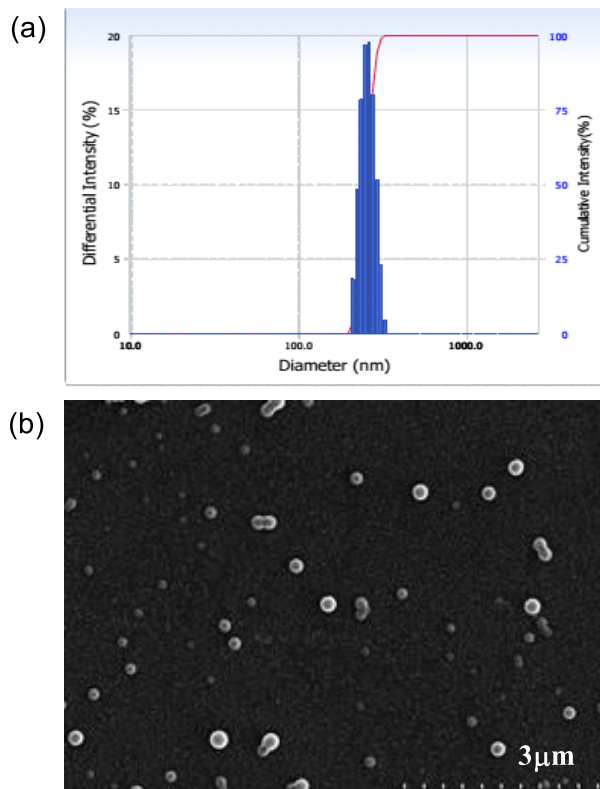 (a)
20
15
10
5
0
Differential Intensity (%)
100
75
50
25
0
Cumulative Intensity(%)
10.0
100.0
1000.0
Diameter (nm)
(b)
3μm